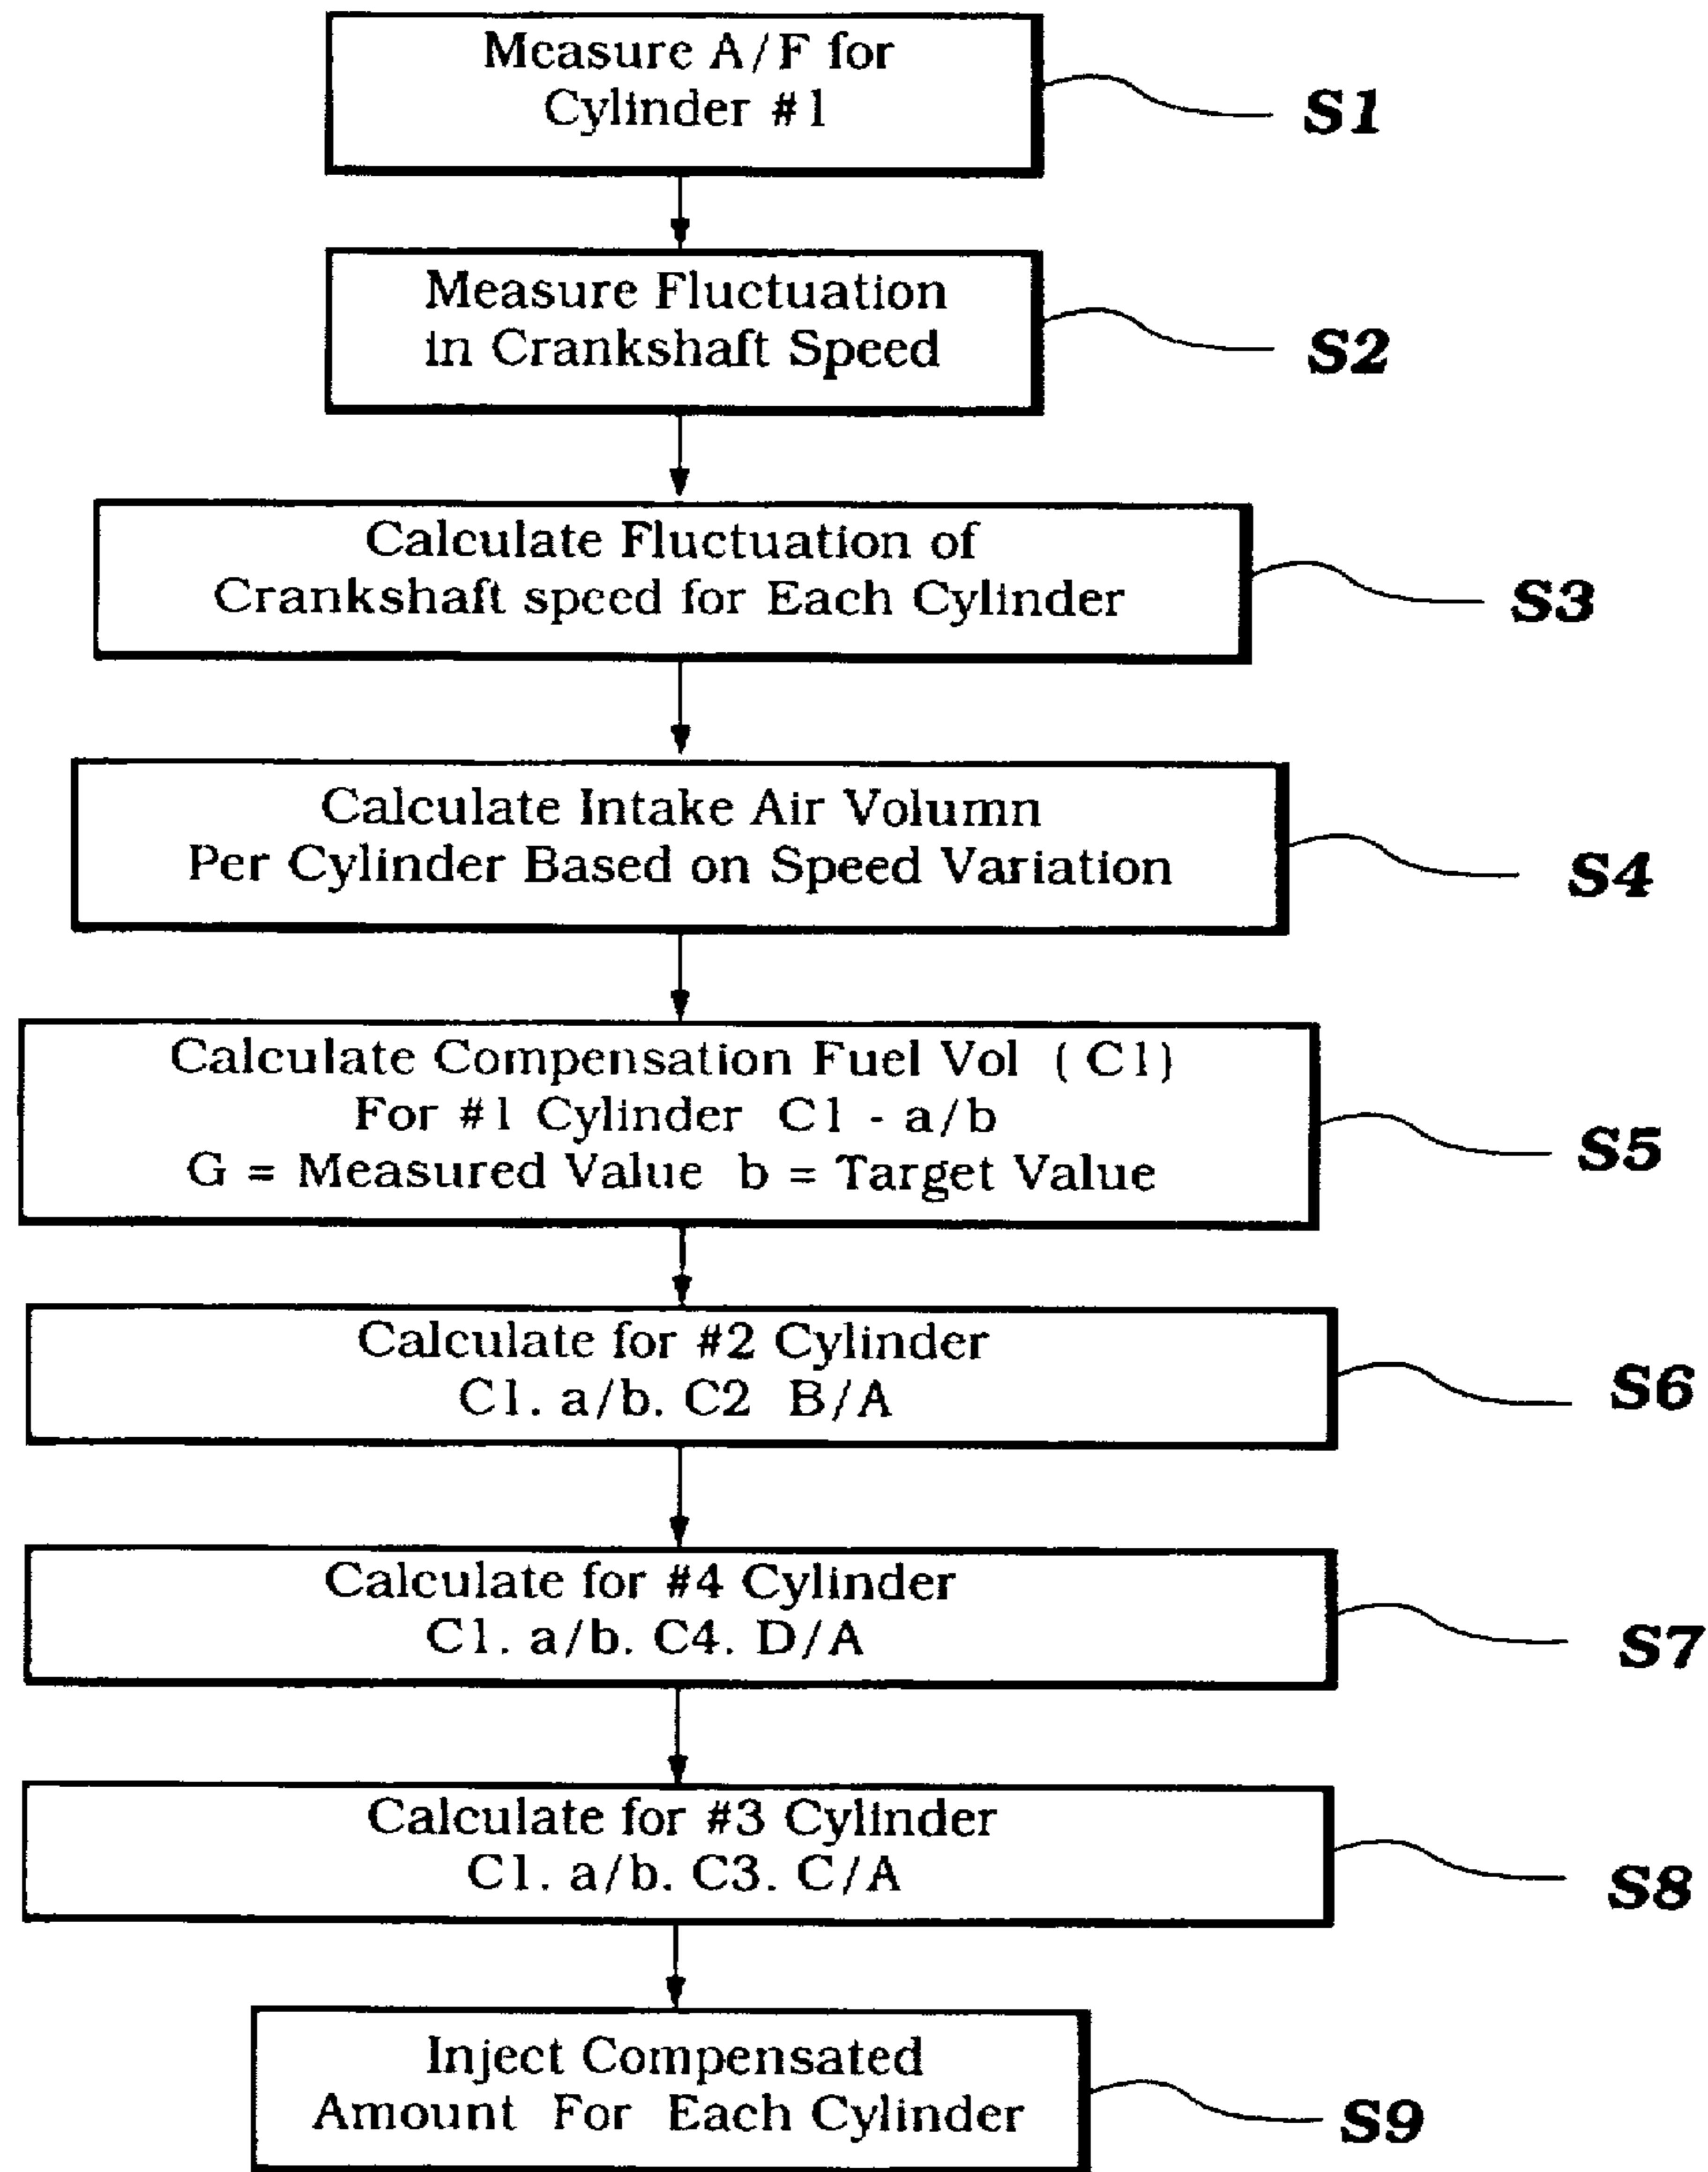 Measure A/F for
Cylinder #1
S1
Measure Fluctuation
in Crankshaft Speed
S2
Calculate Fluctuation of
Crankshaft speed for Each Cylinder
S3
Calculate Intake Air Volumn
Per Cylinder Based on Speed Variation
S4
Calculate Compensation Fuel Vol ( C1)
For #1 Cylinder C1 - a/b
G = Measured Value b = Target Value
S5
Calculate for #2 Cylinder
C1. a/b. C2 B/A
S6
Calculate for #4 Cylinder
C1. a/b. C4. D/A
S7
Calculate for #3 Cylinder
C1. a/b. C3. C/A
S8
Inject Compensated
Amount For Each Cylinder
S9